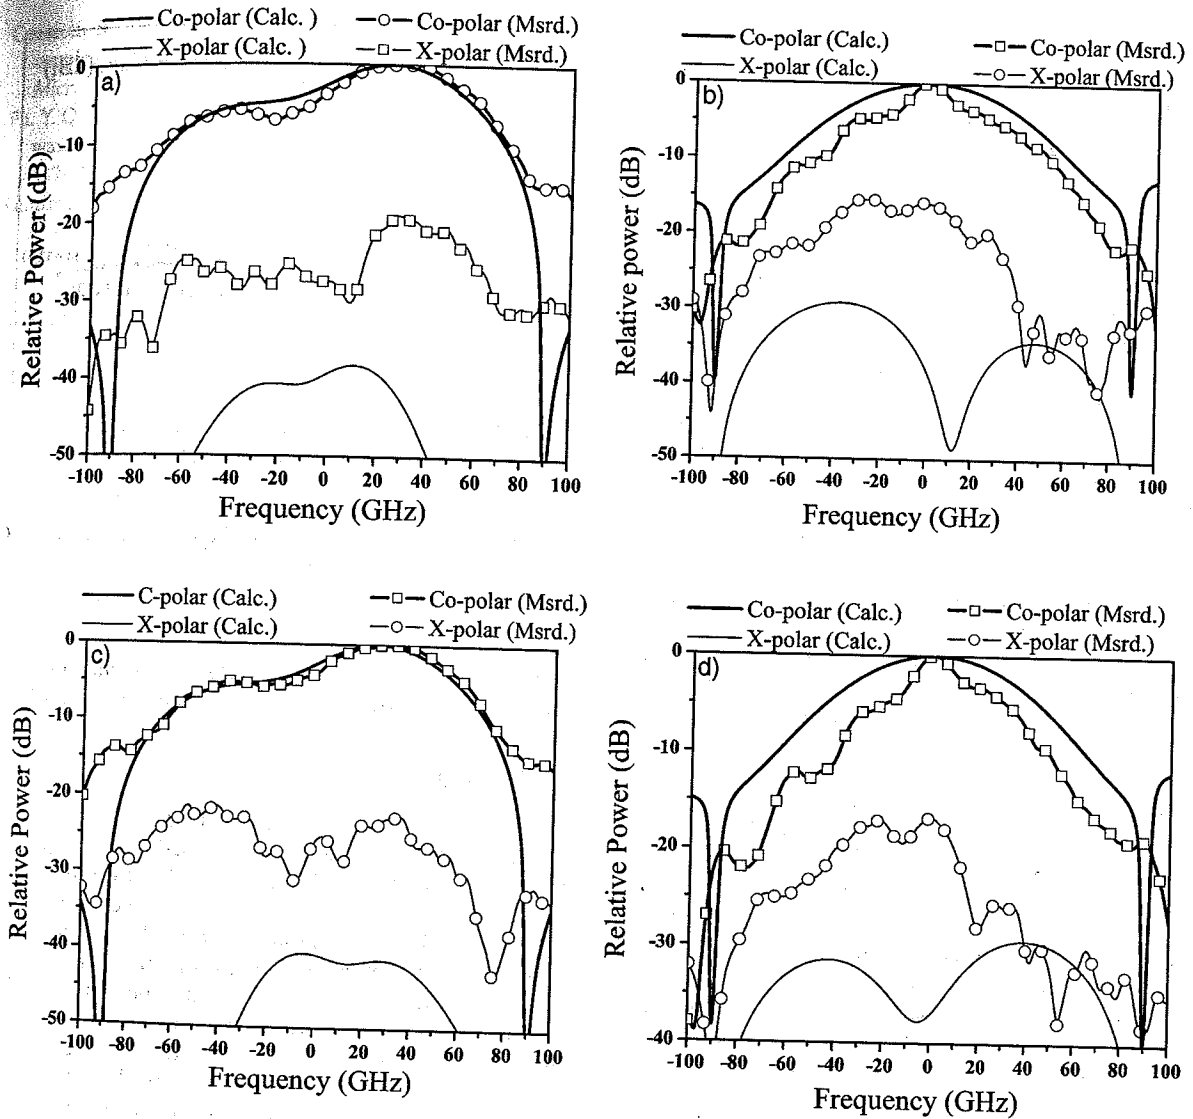 Co-polar (Calc. ) Co-polar (Msrd.)
X-polar (Calc. ) X-polar (Msrd.)
a)
0
-10
-20
-30
-40
-50
Relative Power (dB)
-100 -80 -60 -40 -20 0 20 40 60 80 100
Frequency (GHz)
Co-polar (Calc.) Co-polar (Msrd.)
X-polar (Calc.) X-polar (Msrd.)
b)
0
-10
-20
-30
-40
-50
Relative power (dB)
-100 -80 -60 -40 -20 0 20 40 60 80 100
Frequency (GHz)
C-polar (Calc.) Co-polar (Msrd.)
X-polar (Calc.) X-polar (Msrd.)
c)
0
-10
-20
-30
-40
-50
Relative Power (dB)
-100 -80 -60 -40 -20 0 20 40 60 80 100
Frequency (GHz)
Co-polar (Calc.) Co-polar (Msrd.)
X-polar (Calc.) X-polar (Msrd.)
d)
0
-10
-20
-30
-40
Relative Power (dB)
-100 -80 -60 -40 -20 0 20 40 60 80 100
Frequency (GHz)